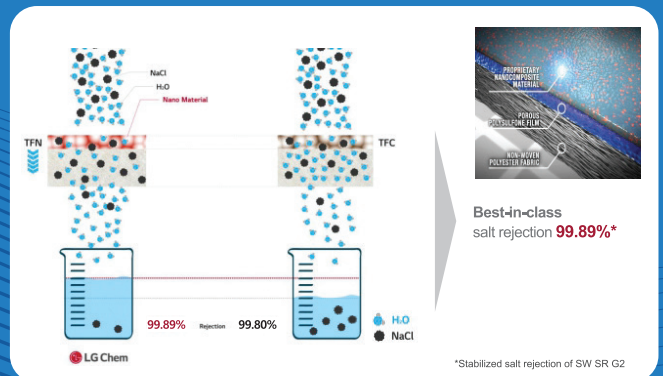 NaCl
H₂O
Nano Material
TFN
TFC
99.89%
Rejection
99.80%
H₂O
NaCl
LG Chem
PROPRIETARY
NANOCOMPOSITE
MATERIAL
POROUS
POLYSULFONE FILM
NON-WOVEN
POLYESTER FABRIC
Best-in-class
salt rejection 99.89%*
*Stabilized salt rejection of SW SR G2